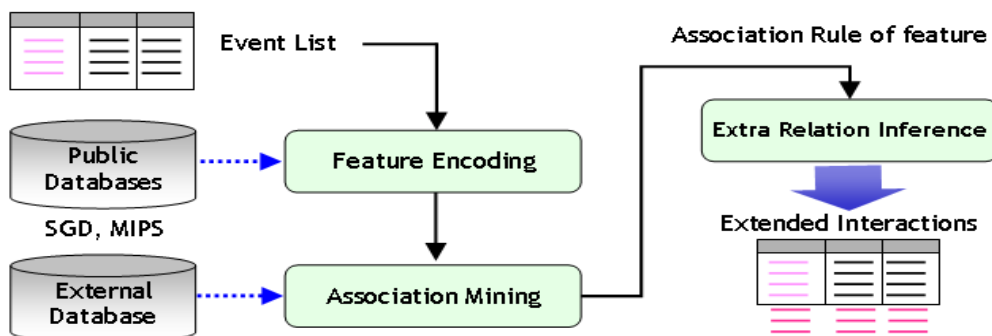 Event List
Association Rule of feature
Public
Databases
Feature Encoding
Extra Relation Inference
SGD, MIPS
Extended Interactions
External
Database
Association Mining